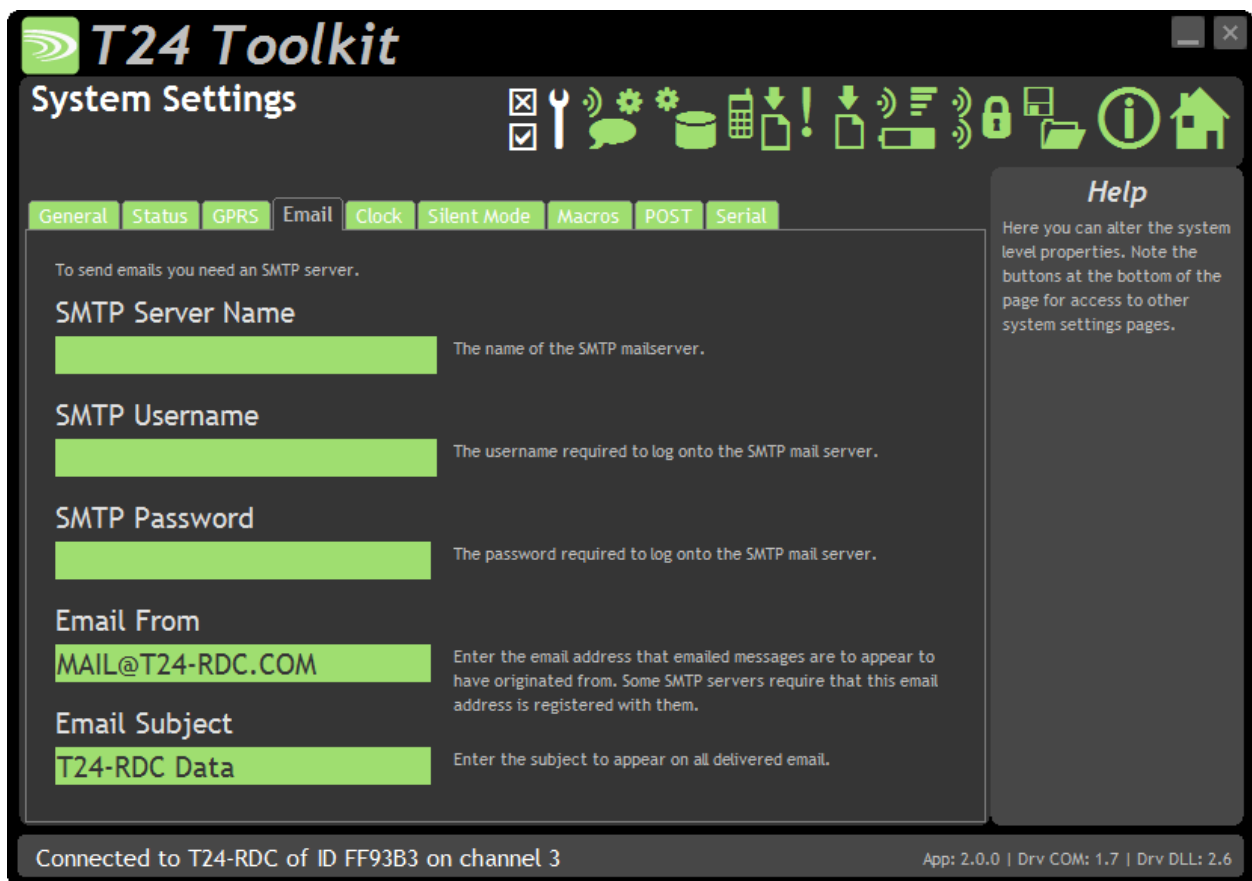 T24 Toolkit
System Settings
General Status GPRS Email Clock Silent Mode Macros POST Serial
To send emails you need an SMTP server.
SMTP Server Name
The name of the SMTP mailserver.
SMTP Username
The username required to log onto the SMTP mail server.
SMTP Password
The password required to log onto the SMTP mail server.
Email From
MAIL@T24-RDC.COM
Enter the email address that emailed messages are to appear to
have originated from. Some SMTP servers require that this email
address is registered with them.
Email Subject
T24-RDC Data
Enter the subject to appear on all delivered email.
Help
Here you can alter the system
level properties. Note the
buttons at the bottom of the
page for access to other
system settings pages.
Connected to T24-RDC of ID FF93B3 on channel 3
App: 2.0.0 | Drv COM: 1.7 | Drv DLL: 2.6